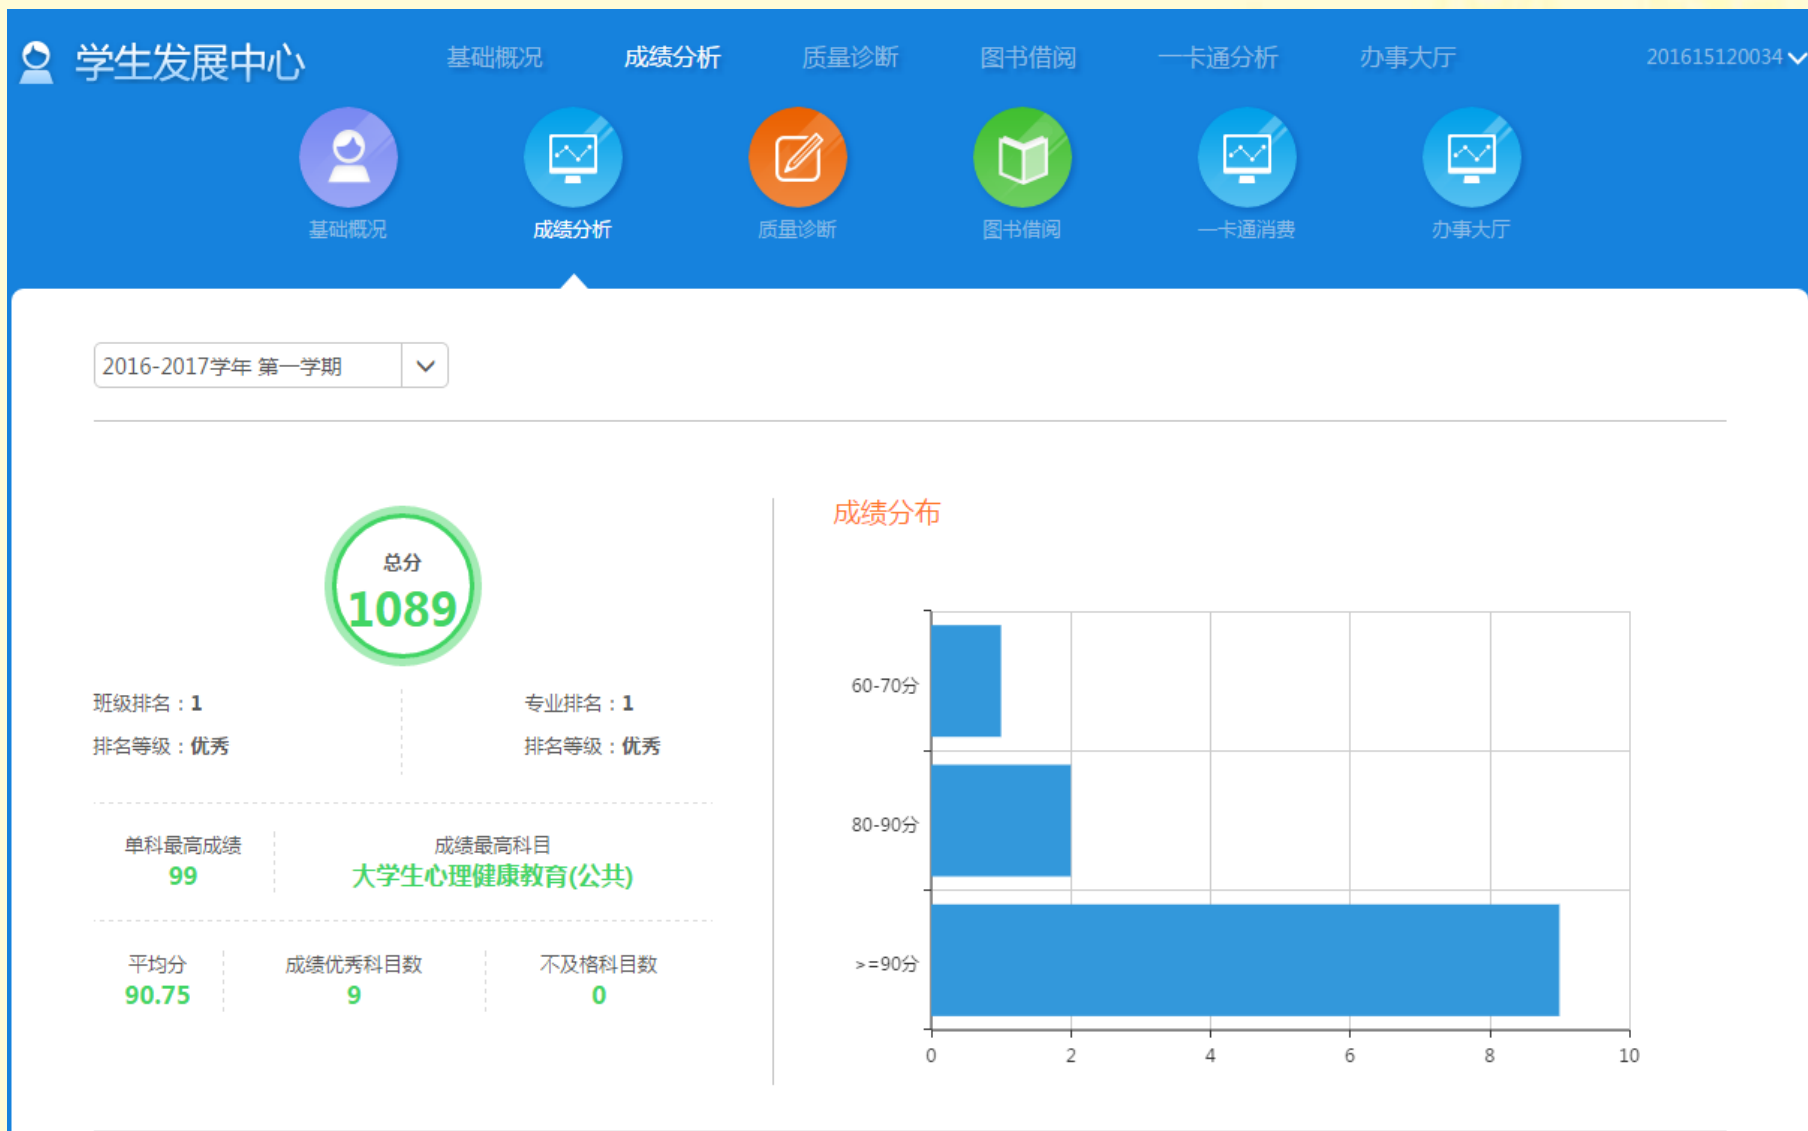 学生发展中心 基础概况 成绩分析 质量诊断 图书借阅 一卡通分析 办事大厅 201615120034
基础概况 成绩分析 质量诊断 图书借阅 一卡通消费 办事大厅
2016-2017学年 第一学期
总分
1089
班级排名：1 专业排名：1
排名等级：优秀 排名等级：优秀
单科最高成绩 成绩最高科目
99 大学生心理健康教育(公共)
平均分 成绩优秀科目数 不及格科目数
90.75 9 0
成绩分布
60-70分
80-90分
>=90分
0 2 4 6 8 10